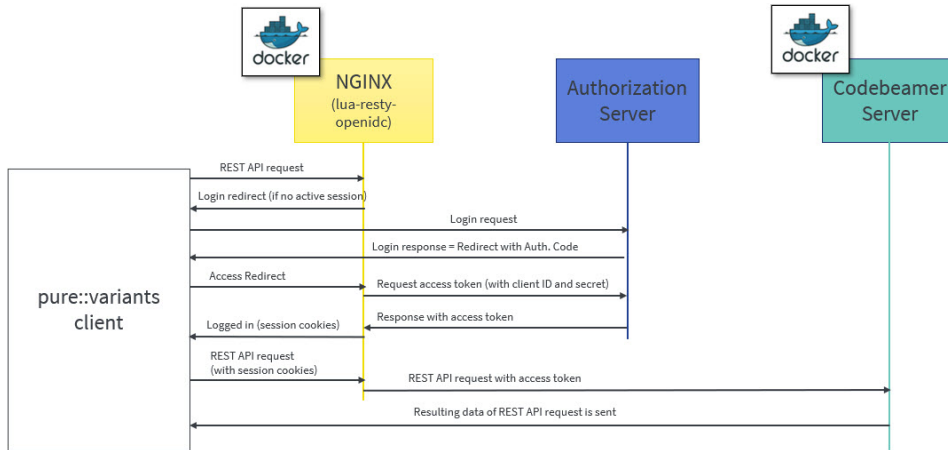 docker
docker
NGINX
(lua-resty-
openidc)
Authorization
Server
Codebeamer
Server
REST API request
Login redirect (if no active session)
Login request
Login response = Redirect with Auth. Code
Access Redirect
Request access token (with client ID and secret)
pure::variants
client
Response with access token
Logged in (session cookies)
REST API request
(with session cookies)
REST API request with access token
Resulting data of REST API request is sent